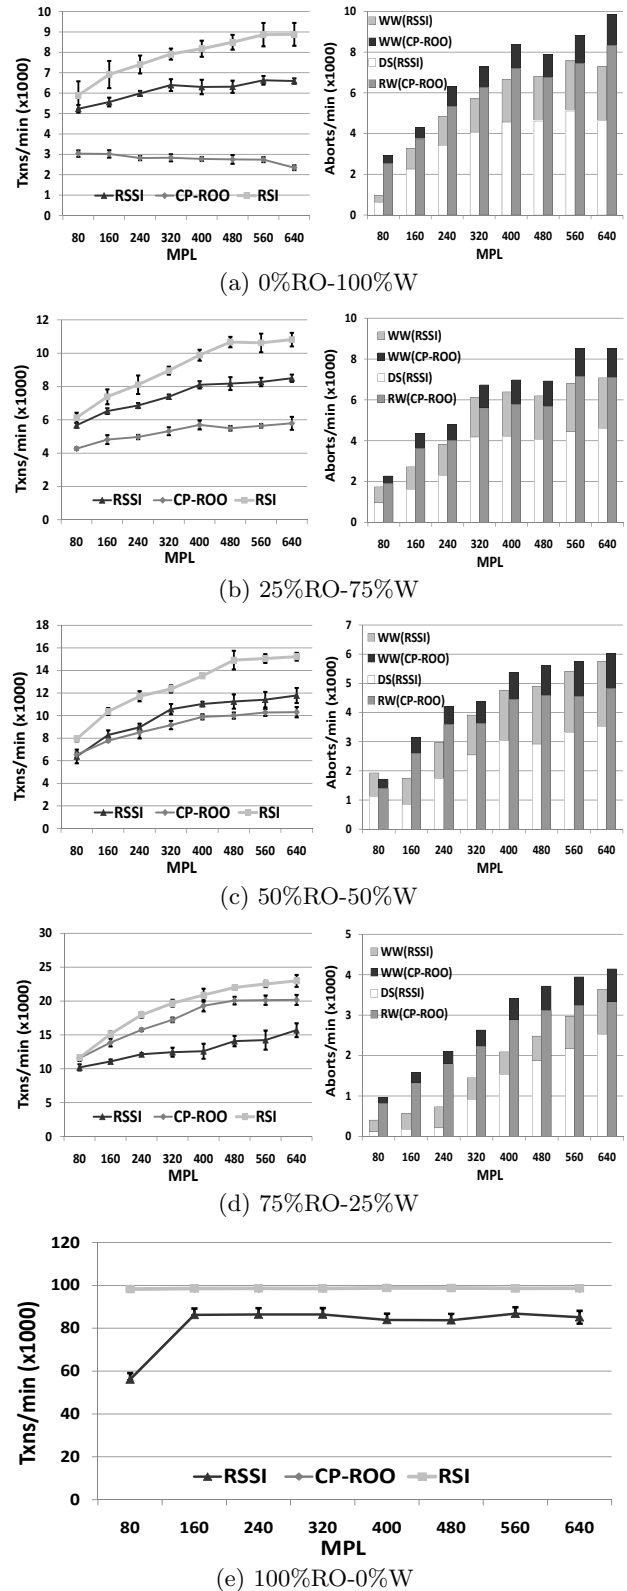 Txns/min (x1000)
10
9
8
7
6
5
4
3
2
1
0
RSSI CP-ROO RSI
80 160 240 320 400 480 560 640
MPL
Aborts/min (x1000)
10
8
6
4
2
0
WW(RSSI)
WW(CP-ROO)
DS(RSSI)
RW(CP-ROO)
80 160 240 320 400 480 560 640
(a) 0%RO-100%W
Txns/min (x1000)
12
10
8
6
4
2
0
RSSI CP-ROO RSI
80 160 240 320 400 480 560 640
MPL
Aborts/min (x1000)
10
8
6
4
2
0
WW(RSSI)
WW(CP-ROO)
DS(RSSI)
RW(CP-ROO)
80 160 240 320 400 480 560 640
(b) 25%RO-75%W
Txns/min (x1000)
18
16
14
12
10
8
6
4
2
0
RSSI CP-ROO RSI
80 160 240 320 400 480 560 640
MPL
Aborts/min (x1000)
7
6
5
4
3
2
1
0
WW(RSSI)
WW(CP-ROO)
DS(RSSI)
RW(CP-ROO)
80 160 240 320 400 480 560 640
(c) 50%RO-50%W
Txns/min (x1000)
30
25
20
15
10
5
0
RSSI CP-ROO RSI
80 160 240 320 400 480 560 640
MPL
Aborts/min (x1000)
5
4
3
2
1
0
WW(RSSI)
WW(CP-ROO)
DS(RSSI)
RW(CP-ROO)
80 160 240 320 400 480 560 640
(d) 75%RO-25%W
Txns/min (x1000)
120
100
80
60
40
20
0
RSSI CP-ROO RSI
80 160 240 320 400 480 560 640
MPL
(e) 100%RO-0%W